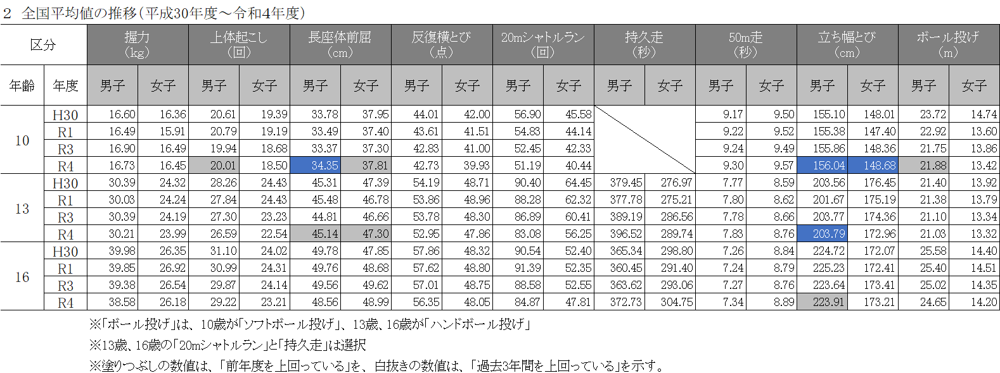 ２　全国平均値の推移（平成30年度～令和４年度）
区分 握力（kg） 上体起こし（回） 長座体前屈（cm） 反復横とび（点） 20mシャトルラン（回） 持久走（秒） 50m走（秒） 立ち幅とび（cm） ボール投げ（m）
年齢 年度 男子 女子 男子 女子 男子 女子 男子 女子 男子 女子 男子 女子 男子 女子 男子 女子 男子 女子
10 H30 16.60 16.36 20.61 19.39 33.78 37.95 44.01 42.00 56.90 45.58 9.17 9.50 155.10 148.01 23.72 14.74
R1 16.49 15.91 20.79 19.19 33.49 37.40 43.61 41.51 54.83 44.14 9.22 9.52 155.38 147.40 22.92 13.60
R3 16.90 16.49 19.94 18.68 33.37 37.30 42.83 41.00 52.45 42.33 9.24 9.49 155.86 148.36 21.75 13.86
R4 16.73 16.45 20.01 18.50 34.35 37.81 42.73 39.93 51.19 40.44 9.30 9.57 156.04 148.68 21.88 13.42
13 H30 30.39 24.32 28.26 24.43 45.31 47.39 54.19 48.71 90.40 64.45 379.45 276.97 7.77 8.59 203.56 176.45 21.40 13.92
R1 30.03 24.24 27.84 24.43 45.48 46.78 53.86 48.96 88.28 62.32 377.78 275.21 7.80 8.62 201.67 175.19 21.38 13.79
R3 30.39 24.19 27.30 23.23 44.81 46.66 53.78 48.30 86.89 60.41 389.19 286.56 7.78 8.66 203.77 174.36 21.10 13.34
R4 30.21 23.99 26.59 22.54 45.14 47.30 52.95 47.86 83.08 56.25 396.52 289.74 7.83 8.76 203.79 172.96 21.03 13.32
16 H30 39.98 26.35 31.10 24.02 49.78 47.85 57.86 48.32 90.54 52.40 365.34 298.80 7.26 8.84 224.72 172.07 25.58 14.40
R1 39.85 26.92 30.99 24.31 49.76 48.68 57.62 48.80 90.51 52.35 360.45 291.40 7.24 8.79 225.23 172.41 25.40 14.51
R3 39.38 26.54 29.87 24.14 49.56 49.62 57.01 48.75 88.58 52.55 363.62 293.06 7.27 8.76 223.64 173.41 25.02 14.35
R4 38.58 26.18 29.22 23.21 48.56 48.99 56.35 48.05 84.87 47.81 372.73 304.75 7.34 8.89 223.91 173.21 24.65 14.20
※「ボール投げ」は、10歳が「ソフトボール投げ」、13歳、16歳が「ハンドボール投げ」
※13歳、16歳の「20mシャトルラン」と「持久走」は選択
※塗りつぶしの数値は、「前年度を上回っている」を、白抜きの数値は、「過去3年間を上回っている」を示す。